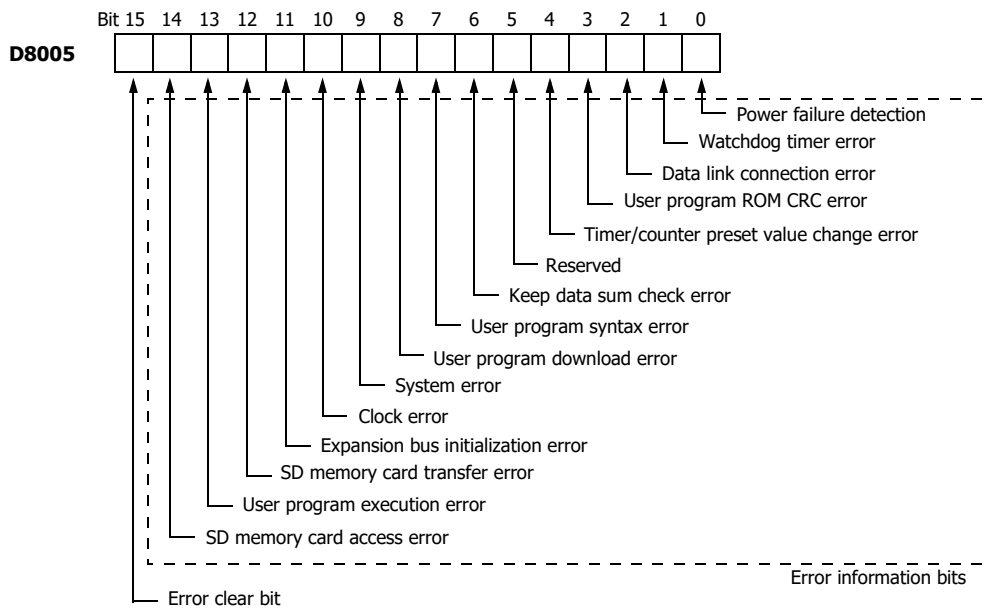 Bit 15 14 13 12 11 10 9 8 7 6 5 4 3 2 1 0
D8005
Power failure detection
Watchdog timer error
Data link connection error
User program ROM CRC error
Timer/counter preset value change error
Reserved
Keep data sum check error
User program syntax error
User program download error
System error
Clock error
Expansion bus initialization error
SD memory card transfer error
User program execution error
SD memory card access error
Error information bits
Error clear bit